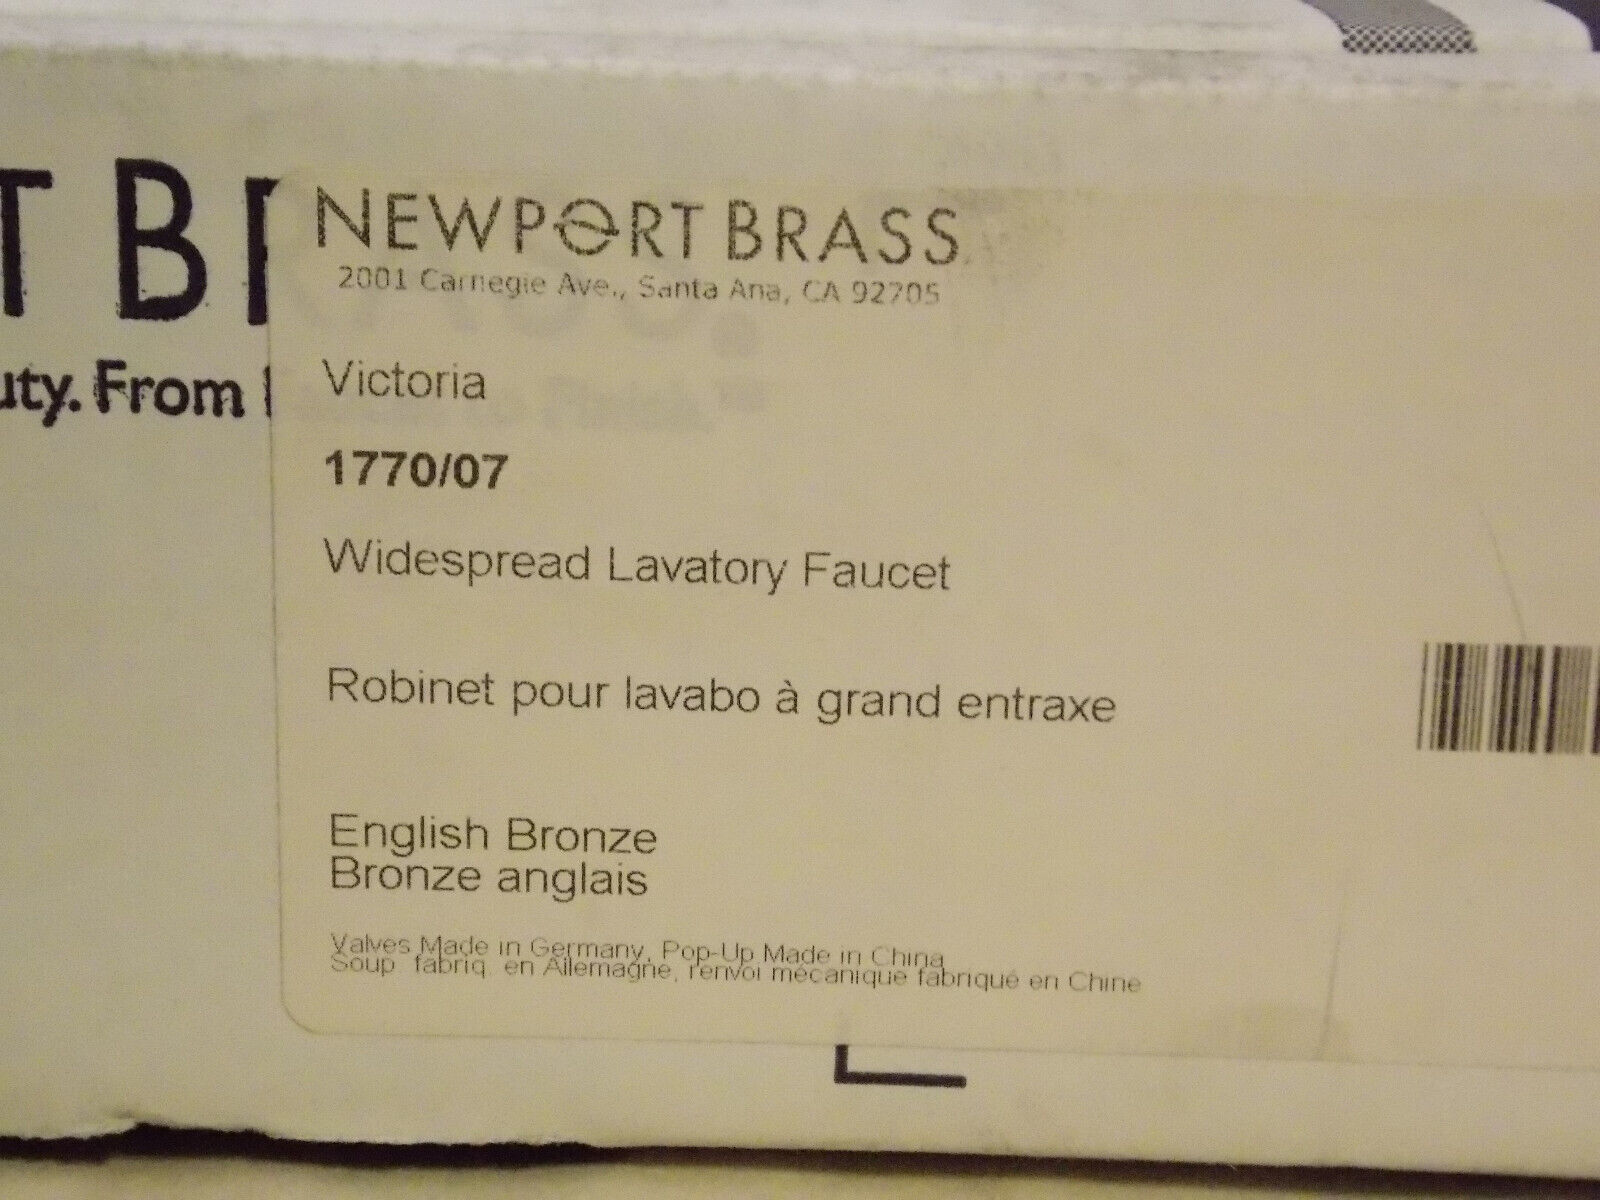 T BR
uty. From
NEWPORT BRASS
2001 Carnegie Ave., Santa Ana, CA 92705
Victoria
1770/07
Widespread Lavatory Faucet
Robinet pour lavabo à grand entraxe
English Bronze
Bronze anglais
Valves Made in Germany, Pop-Up Made in China
Soup fabriq en Allemagne, renvoi mécanique fabriqué en Chine